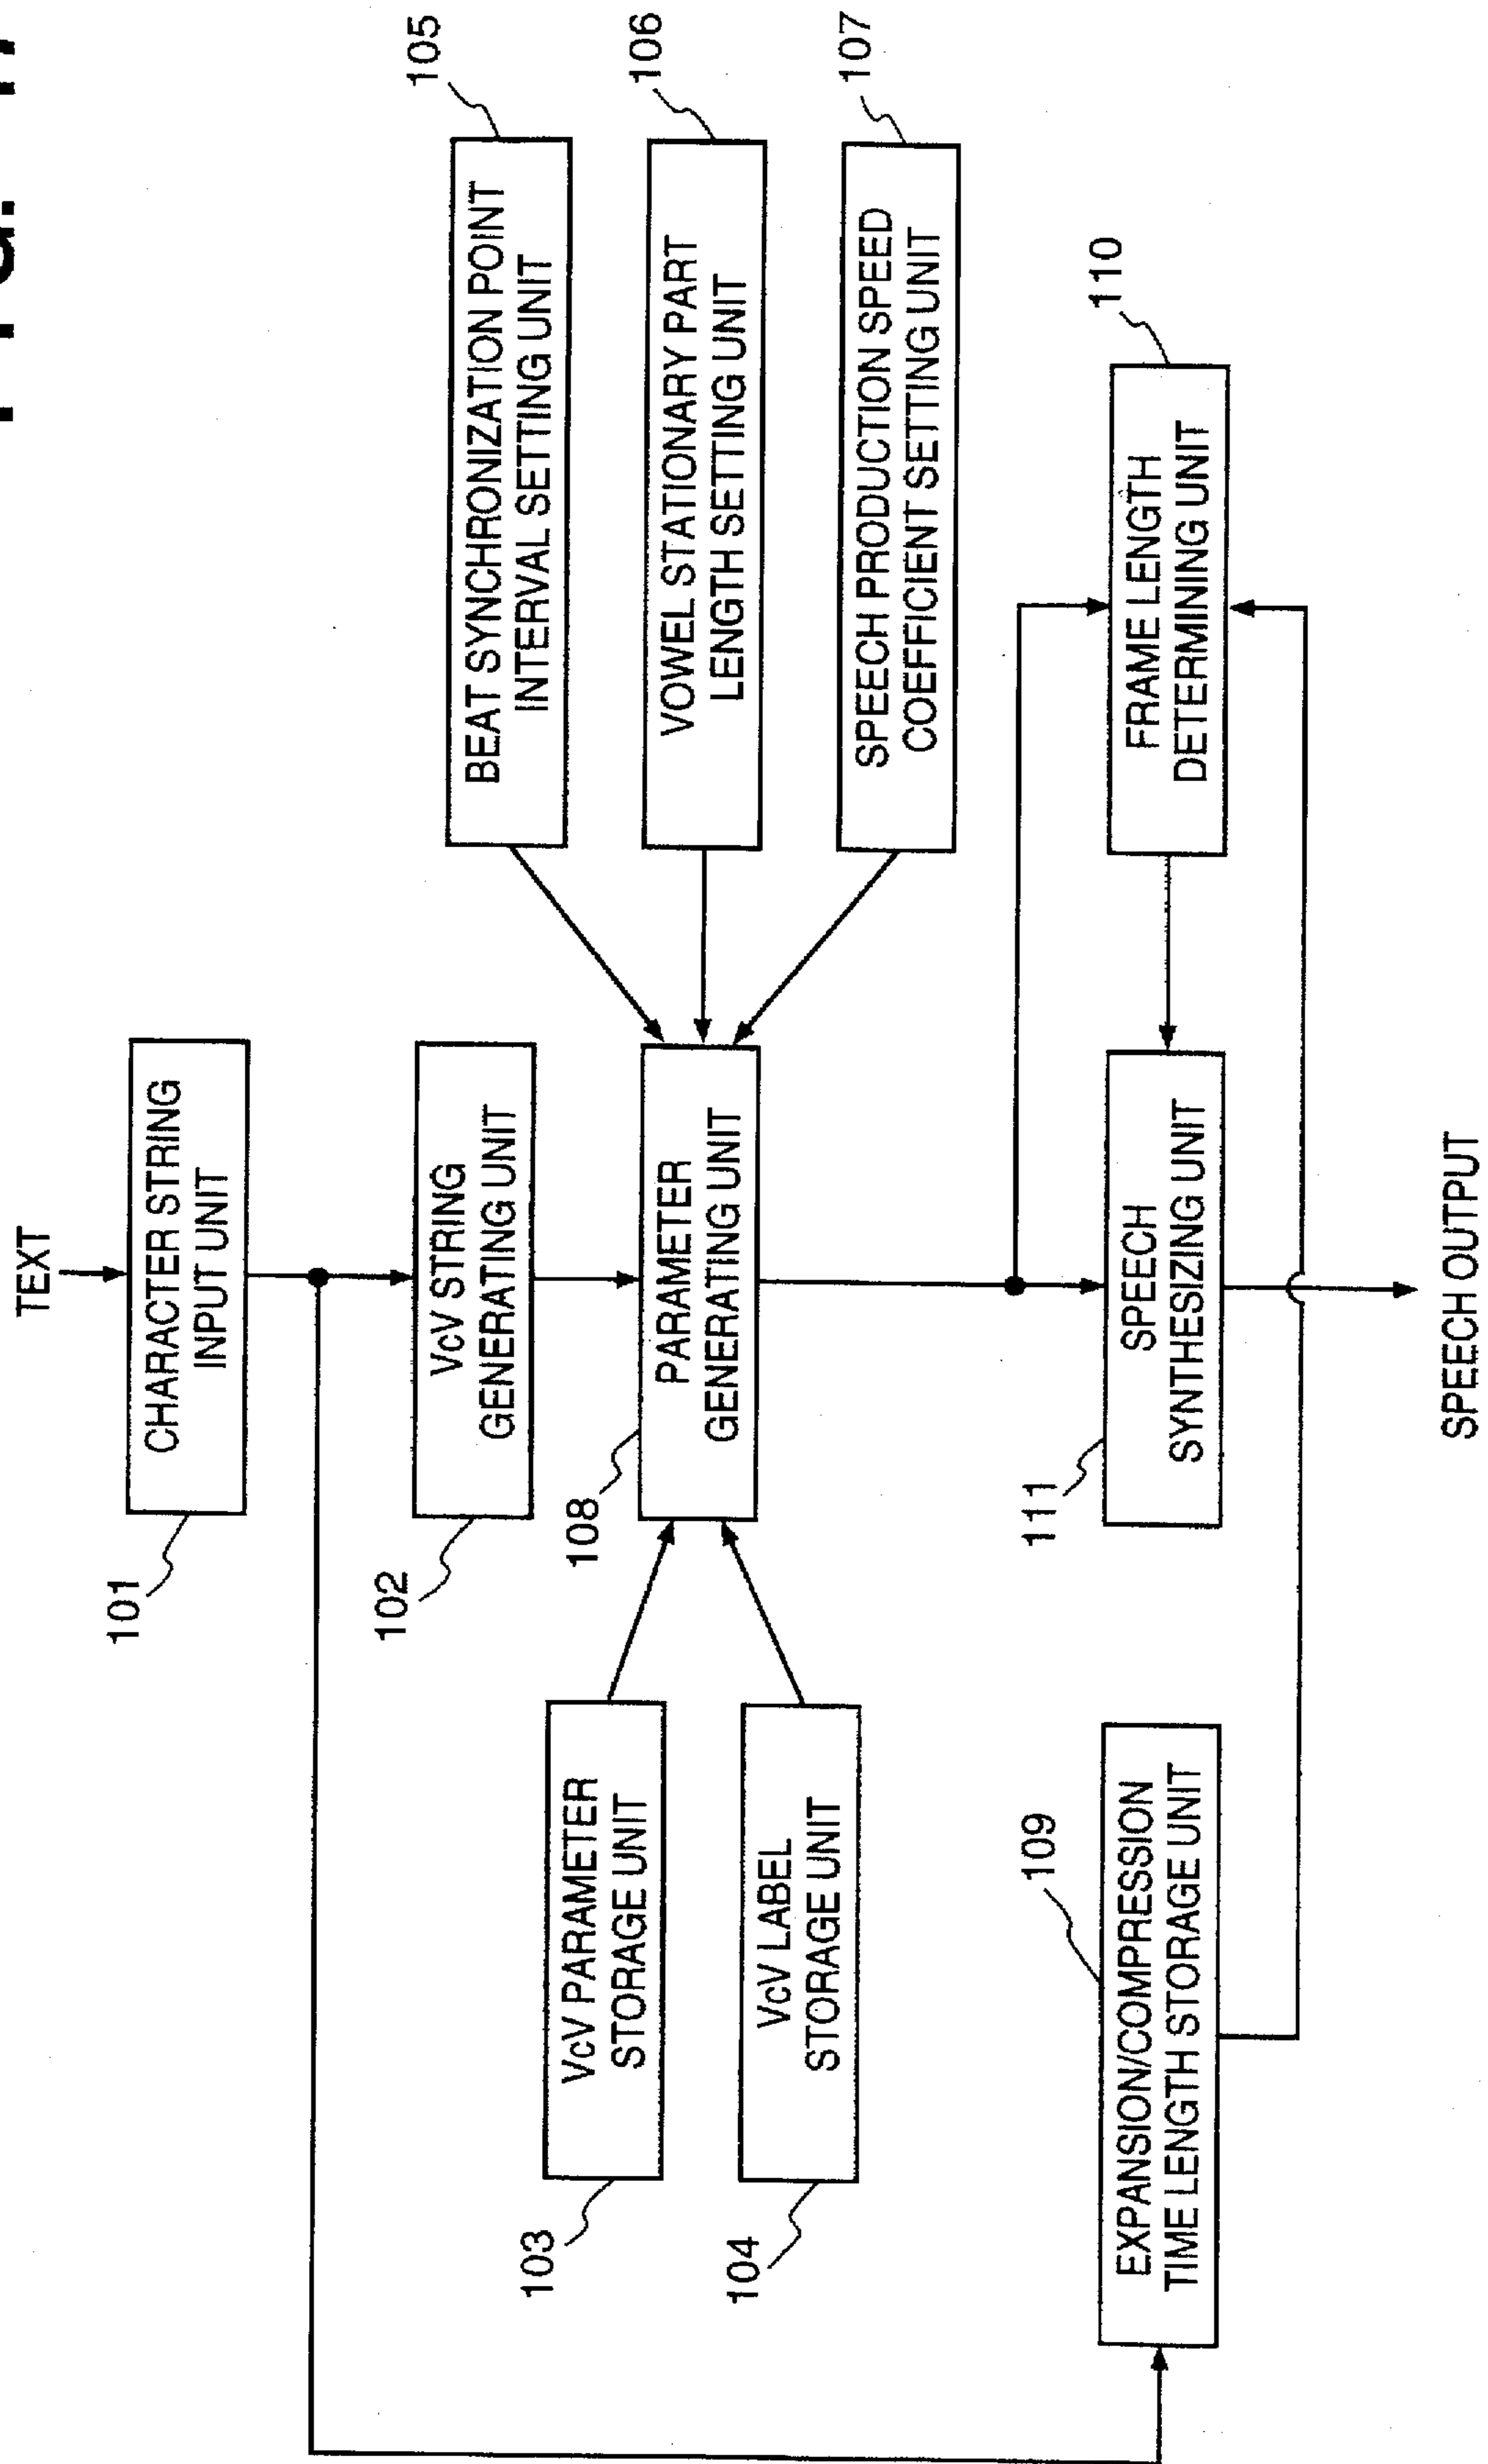 TEXT
CHARACTER STRING
INPUT UNIT
101
VcV STRING
GENERATING UNIT
102
VcV PARAMETER
STORAGE UNIT
103
VcV LABEL
STORAGE UNIT
104
PARAMETER
GENERATING UNIT
108
BEAT SYNCHRONIZATION POINT
INTERVAL SETTING UNIT
105
VOWEL STATIONARY PART
LENGTH SETTING UNIT
106
SPEECH PRODUCTION SPEED
COEFFICIENT SETTING UNIT
107
EXPANSION/COMPRESSION
TIME LENGTH STORAGE UNIT
109
SPEECH
SYNTHESIZING UNIT
111
FRAME LENGTH
DETERMINING UNIT
110
SPEECH OUTPUT